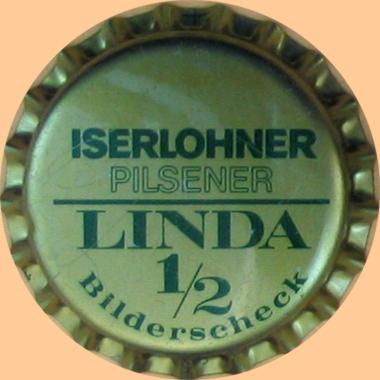 ISERLOHNER
PILSENER
LINDA
1/2
Bilderscheck